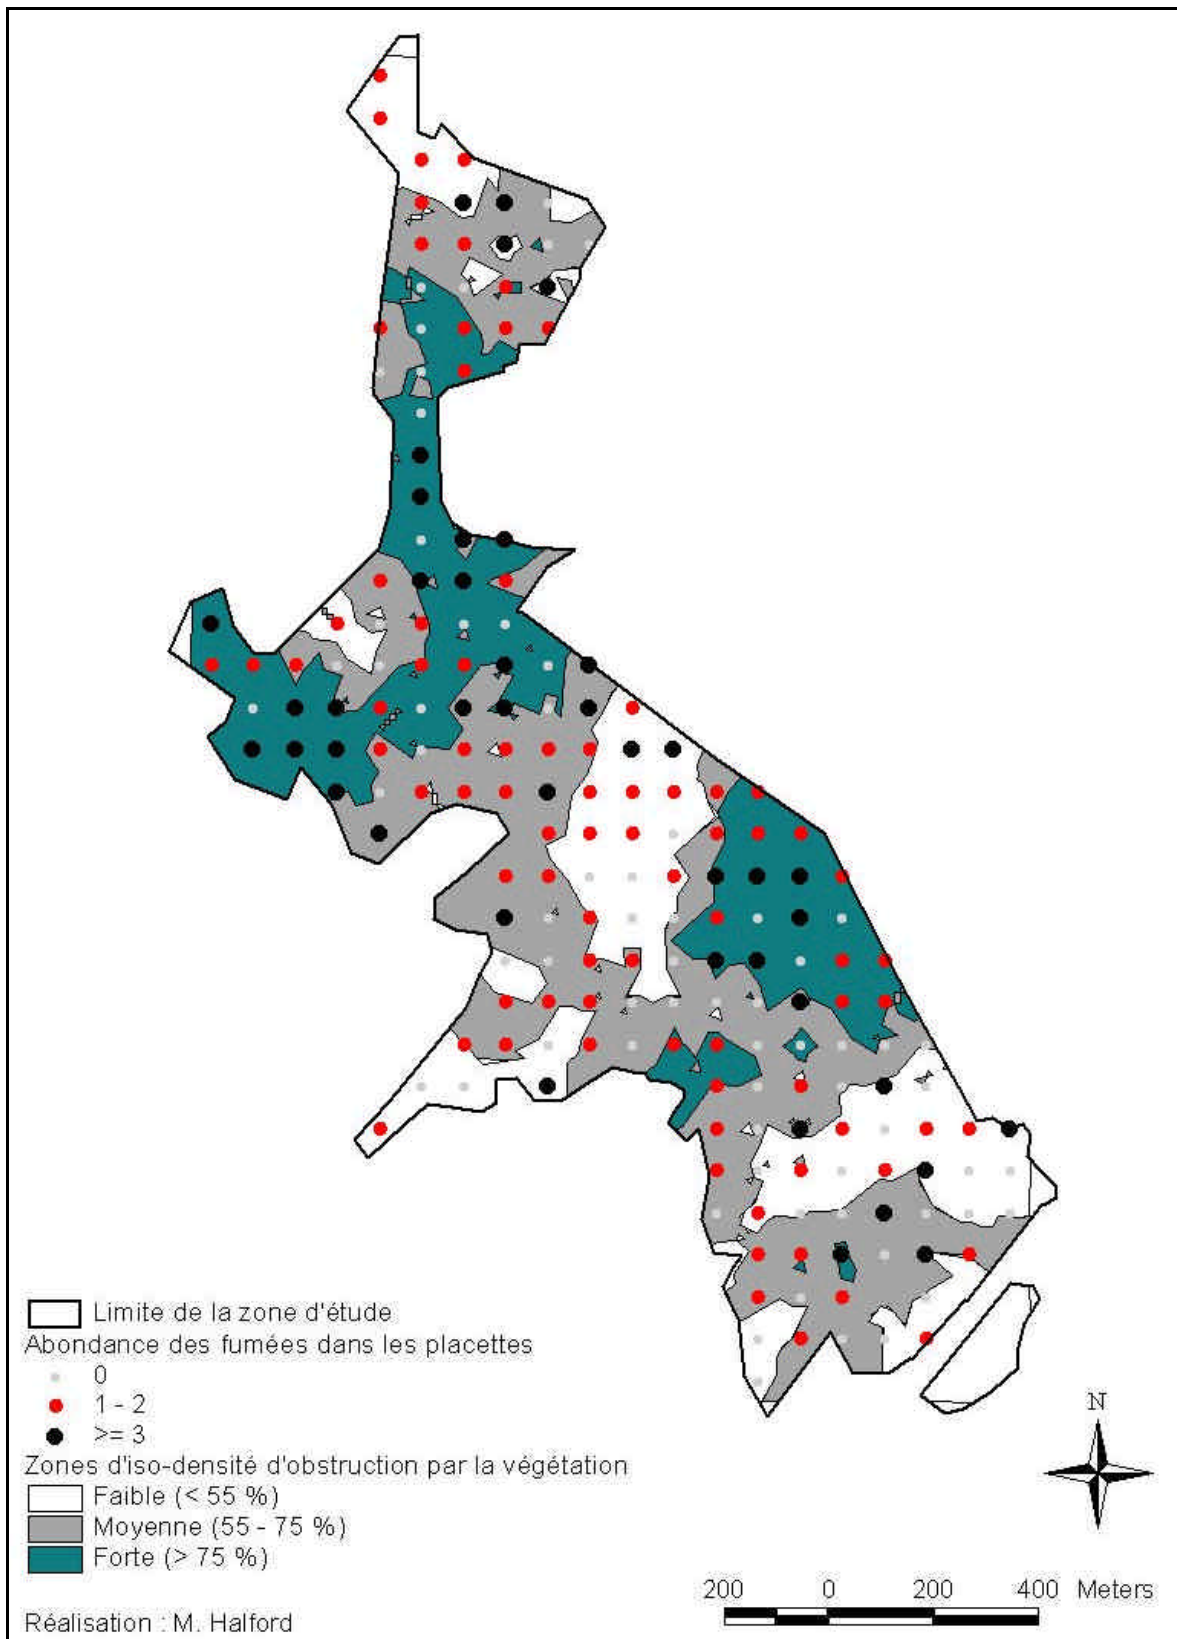 Limite de la zone d'étude
Abondance des fumées dans les placettes
0
1 - 2
>= 3
Zones d'iso-densité d'obstruction par la végétation
Faible (< 55 %)
Moyenne (55 - 75 %)
Forte (> 75 %)
Réalisation : M. Halford
N
200 0 200 400 Meters